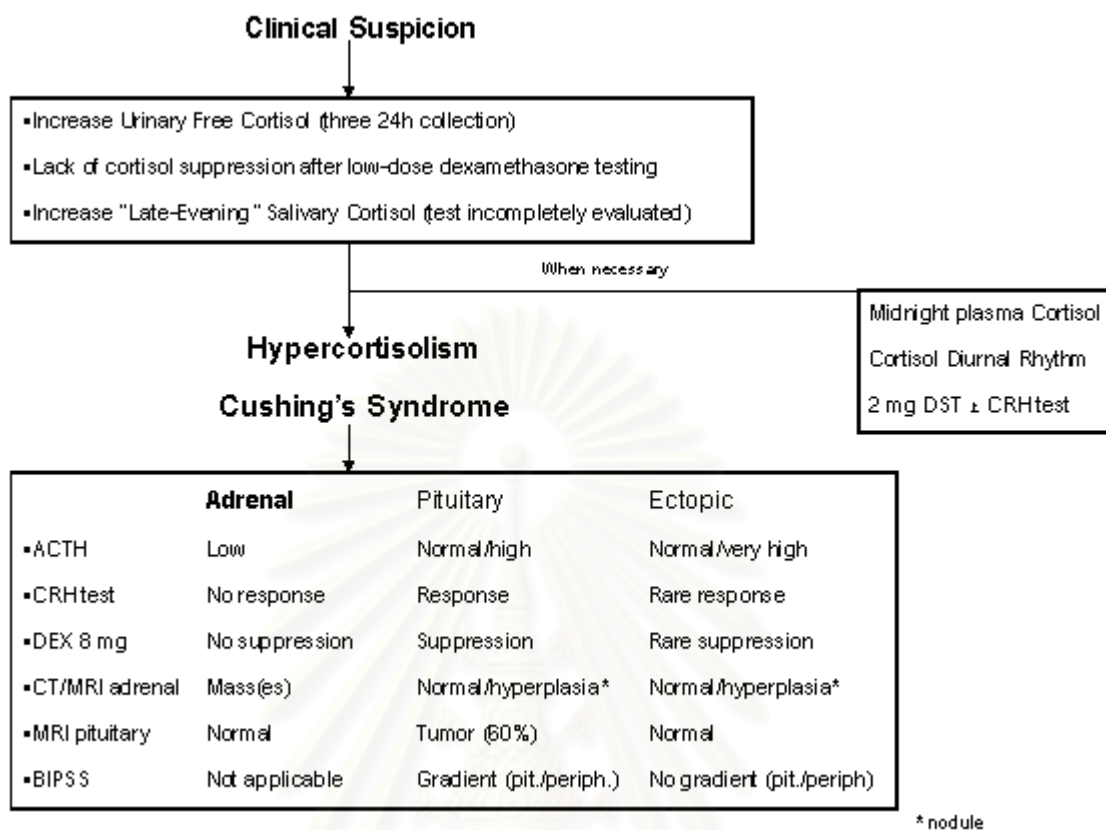 Clinical Suspicion
▪Increase Urinary Free Cortisol (three 24h collection)
▪Lack of cortisol suppression after low-dose dexamethasone testing
▪Increase "Late-Evening" Salivary Cortisol (test incompletely evaluated)
When necessary
Midnight plasma Cortisol
Cortisol Diurnal Rhythm
2 mg DST ± CRH test
Hypercortisolism
Cushing's Syndrome
Adrenal Pituitary Ectopic
▪ACTH Low Normal/high Normal/very high
▪CRH test No response Response Rare response
▪DEX 8 mg No suppression Suppression Rare suppression
▪CT/MRI adrenal Mass(es) Normal/hyperplasia* Normal/hyperplasia*
▪MRI pituitary Normal Tumor (60%) Normal
▪BIPSS Not applicable Gradient (pit./periph.) No gradient (pit./periph)
* nodule